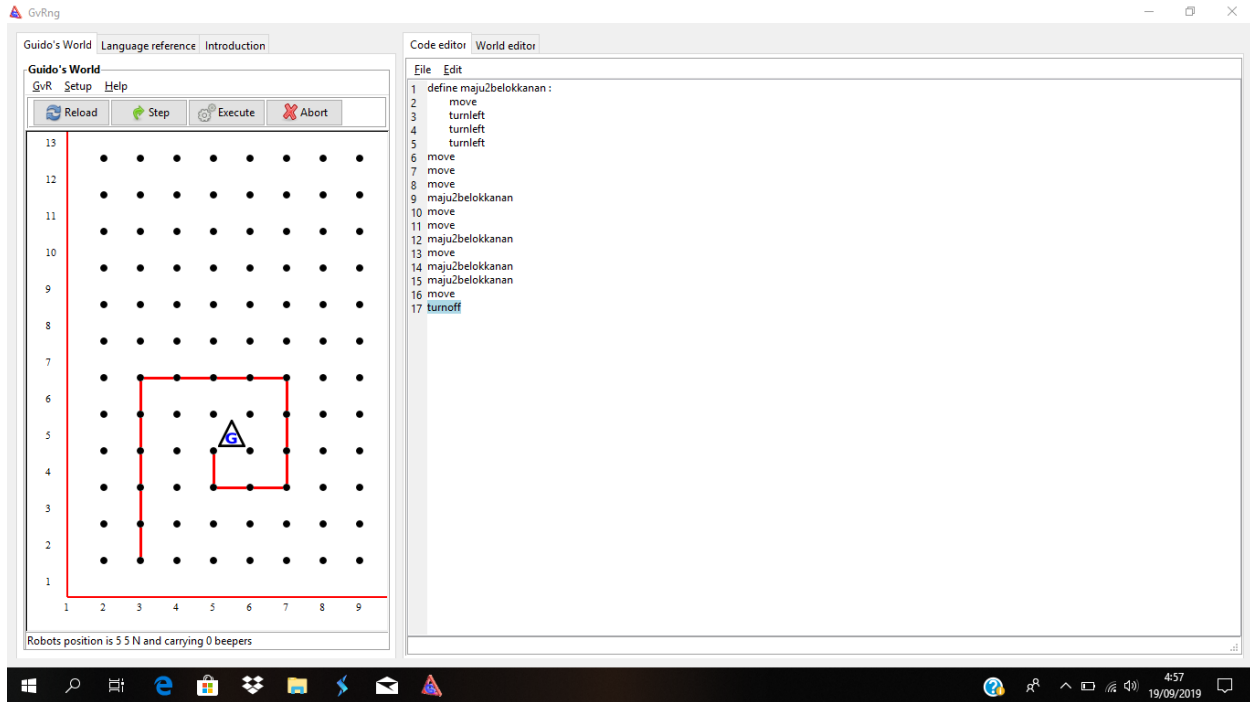 GvRng
Guido's World Language reference Introduction
Guido's World
GvR Setup Help
Reload Step Execute Abort
13
12
11
10
9
8
7
6
5
4
3
2
1
G
1 2 3 4 5 6 7 8 9
Robots position is 5 5 N and carrying 0 beepers
Code editor World editor
File Edit
1 define maju2belokkanan :
2 move
3 turnleft
4 turnleft
5 turnleft
6 move
7 move
8 move
9 maju2belokkanan
10 move
11 move
12 maju2belokkanan
13 move
14 maju2belokkanan
15 maju2belokkanan
16 move
17 turnoff
4:57
19/09/2019